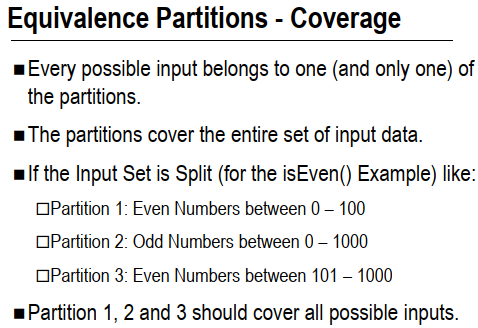 Equivalence Partitions - Coverage
■Every possible input belongs to one (and only one) of
the partitions.
■The partitions cover the entire set of input data.
■If the Input Set is Split (for the isEven() Example) like:
□Partition 1: Even Numbers between 0 – 100
□Partition 2: Odd Numbers between 0 – 1000
□Partition 3: Even Numbers between 101 – 1000
■Partition 1, 2 and 3 should cover all possible inputs.